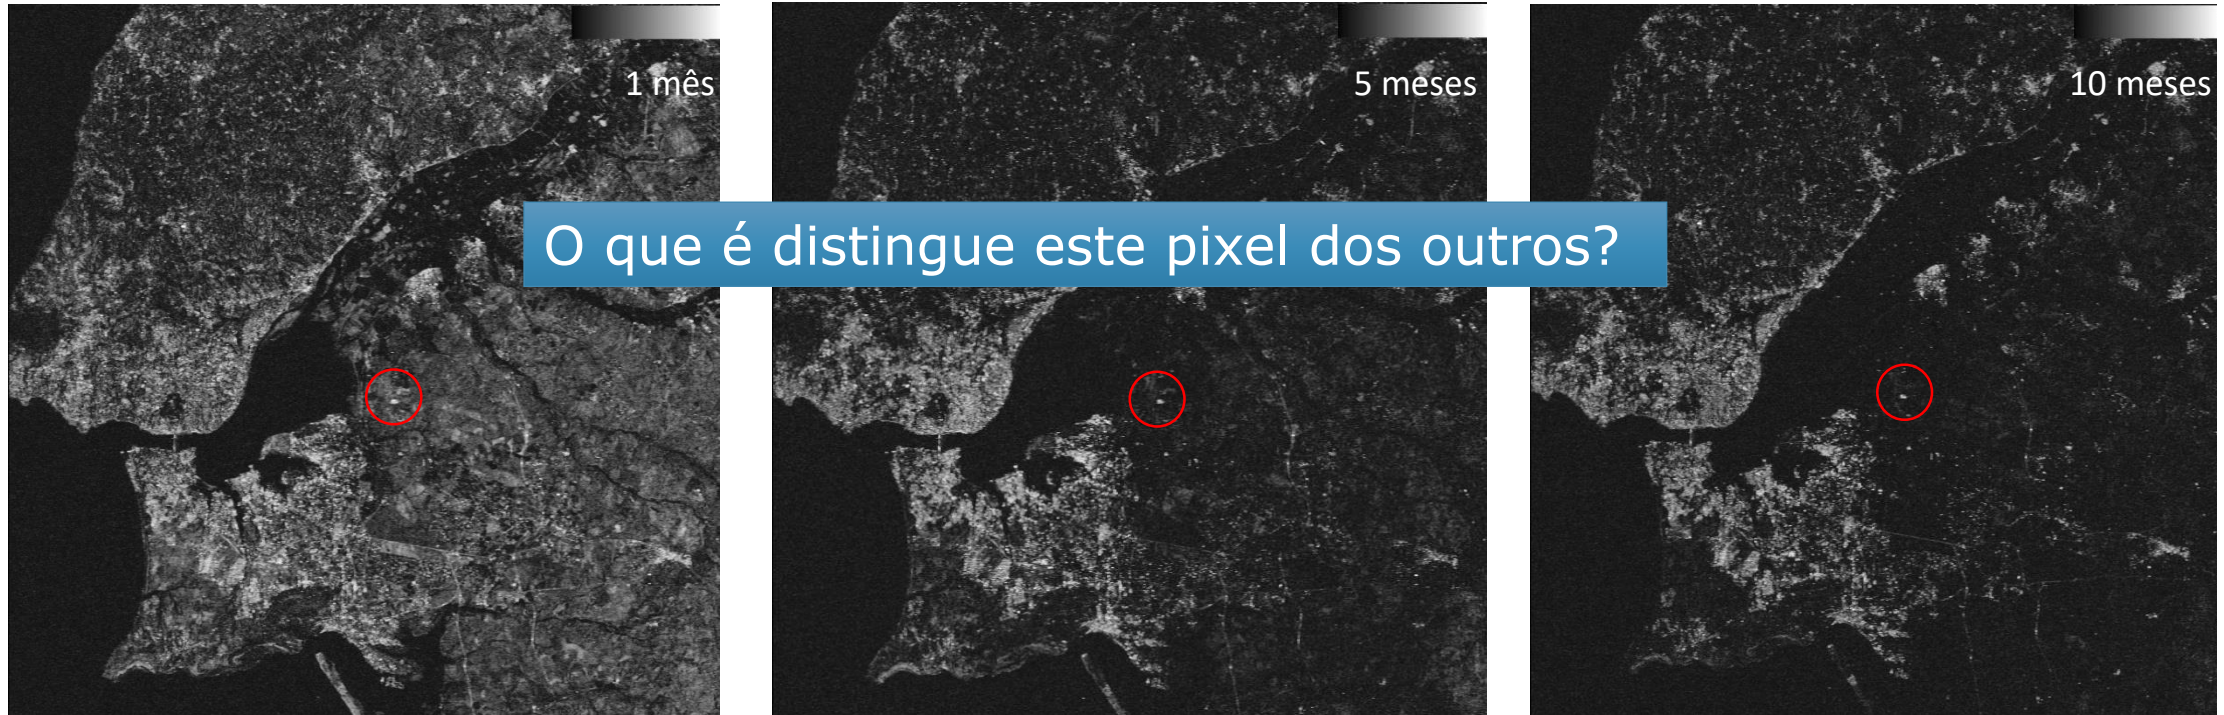 1 mês
5 meses
10 meses
O que é distingue este pixel dos outros?